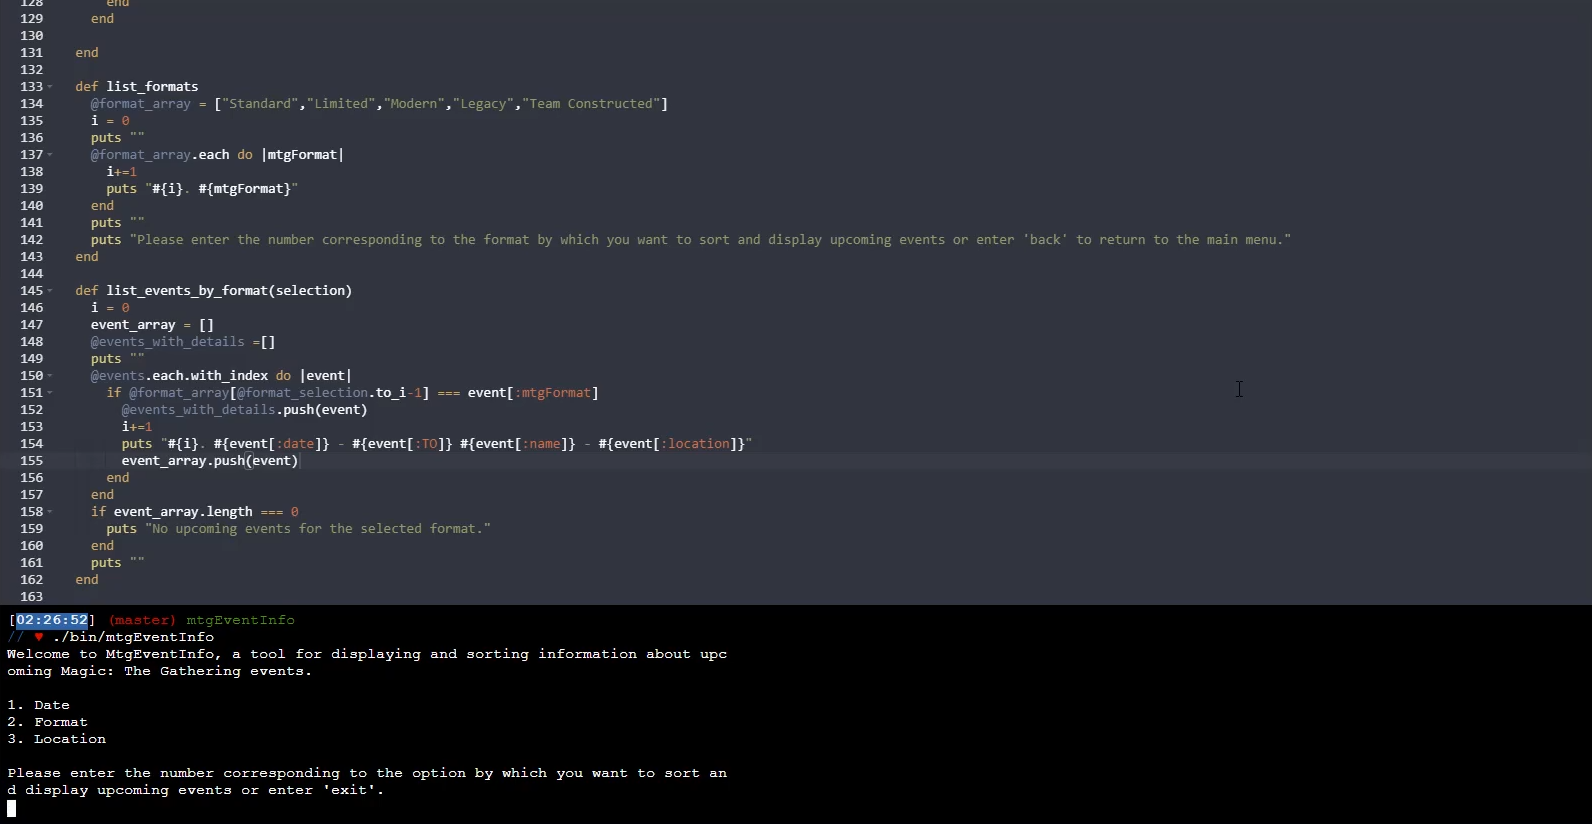 128 end
129 end
130
131 end
132
133 def list_formats
134 @format_array = ["Standard","Limited","Modern","Legacy","Team Constructed"]
135 i = 0
136 puts ""
137 @format_array.each do |mtgFormat|
138 i+=1
139 puts "#{i}. #{mtgFormat}"
140 end
141 puts ""
142 puts "Please enter the number corresponding to the format by which you want to sort and display upcoming events or enter 'back' to return to the main menu."
143 end
144
145 def list_events_by_format(selection)
146 i = 0
147 event_array = []
148 @events_with_details =[]
149 puts ""
150 @events.each.with_index do |event|
151 if @format_array[@format_selection.to_i-1] === event[:mtgFormat]
152 @events_with_details.push(event)
153 i+=1
154 puts "#{i}. #{event[:date]} - #{event[:TO]} #{event[:name]} - #{event[:location]}"
155 event_array.push(event)
156 end
157 end
158 if event_array.length === 0
159 puts "No upcoming events for the selected format."
160 end
161 puts ""
162 end
163
[02:26:52] (master) mtgEventInfo
// ♥ ./bin/mtgEventInfo
Welcome to MtgEventInfo, a tool for displaying and sorting information about upc
oming Magic: The Gathering events.
1. Date
2. Format
3. Location
Please enter the number corresponding to the option by which you want to sort an
d display upcoming events or enter 'exit'.